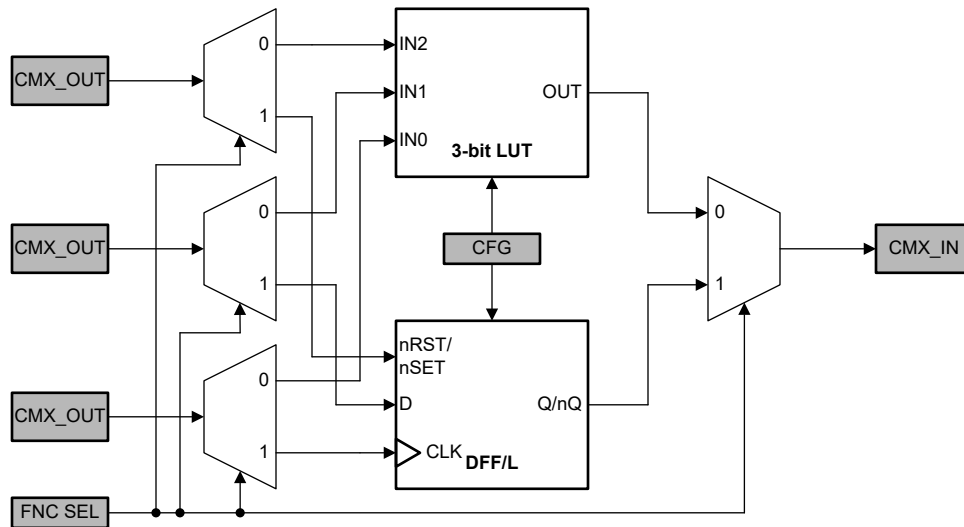 CMX_OUT
0
1
IN2
IN1
IN0
OUT
3-bit LUT
CMX_OUT
0
1
CFG
0
1
CMX_IN
CMX_OUT
0
1
nRST/
nSET
D
CLK
DFF/L
Q/nQ
FNC SEL